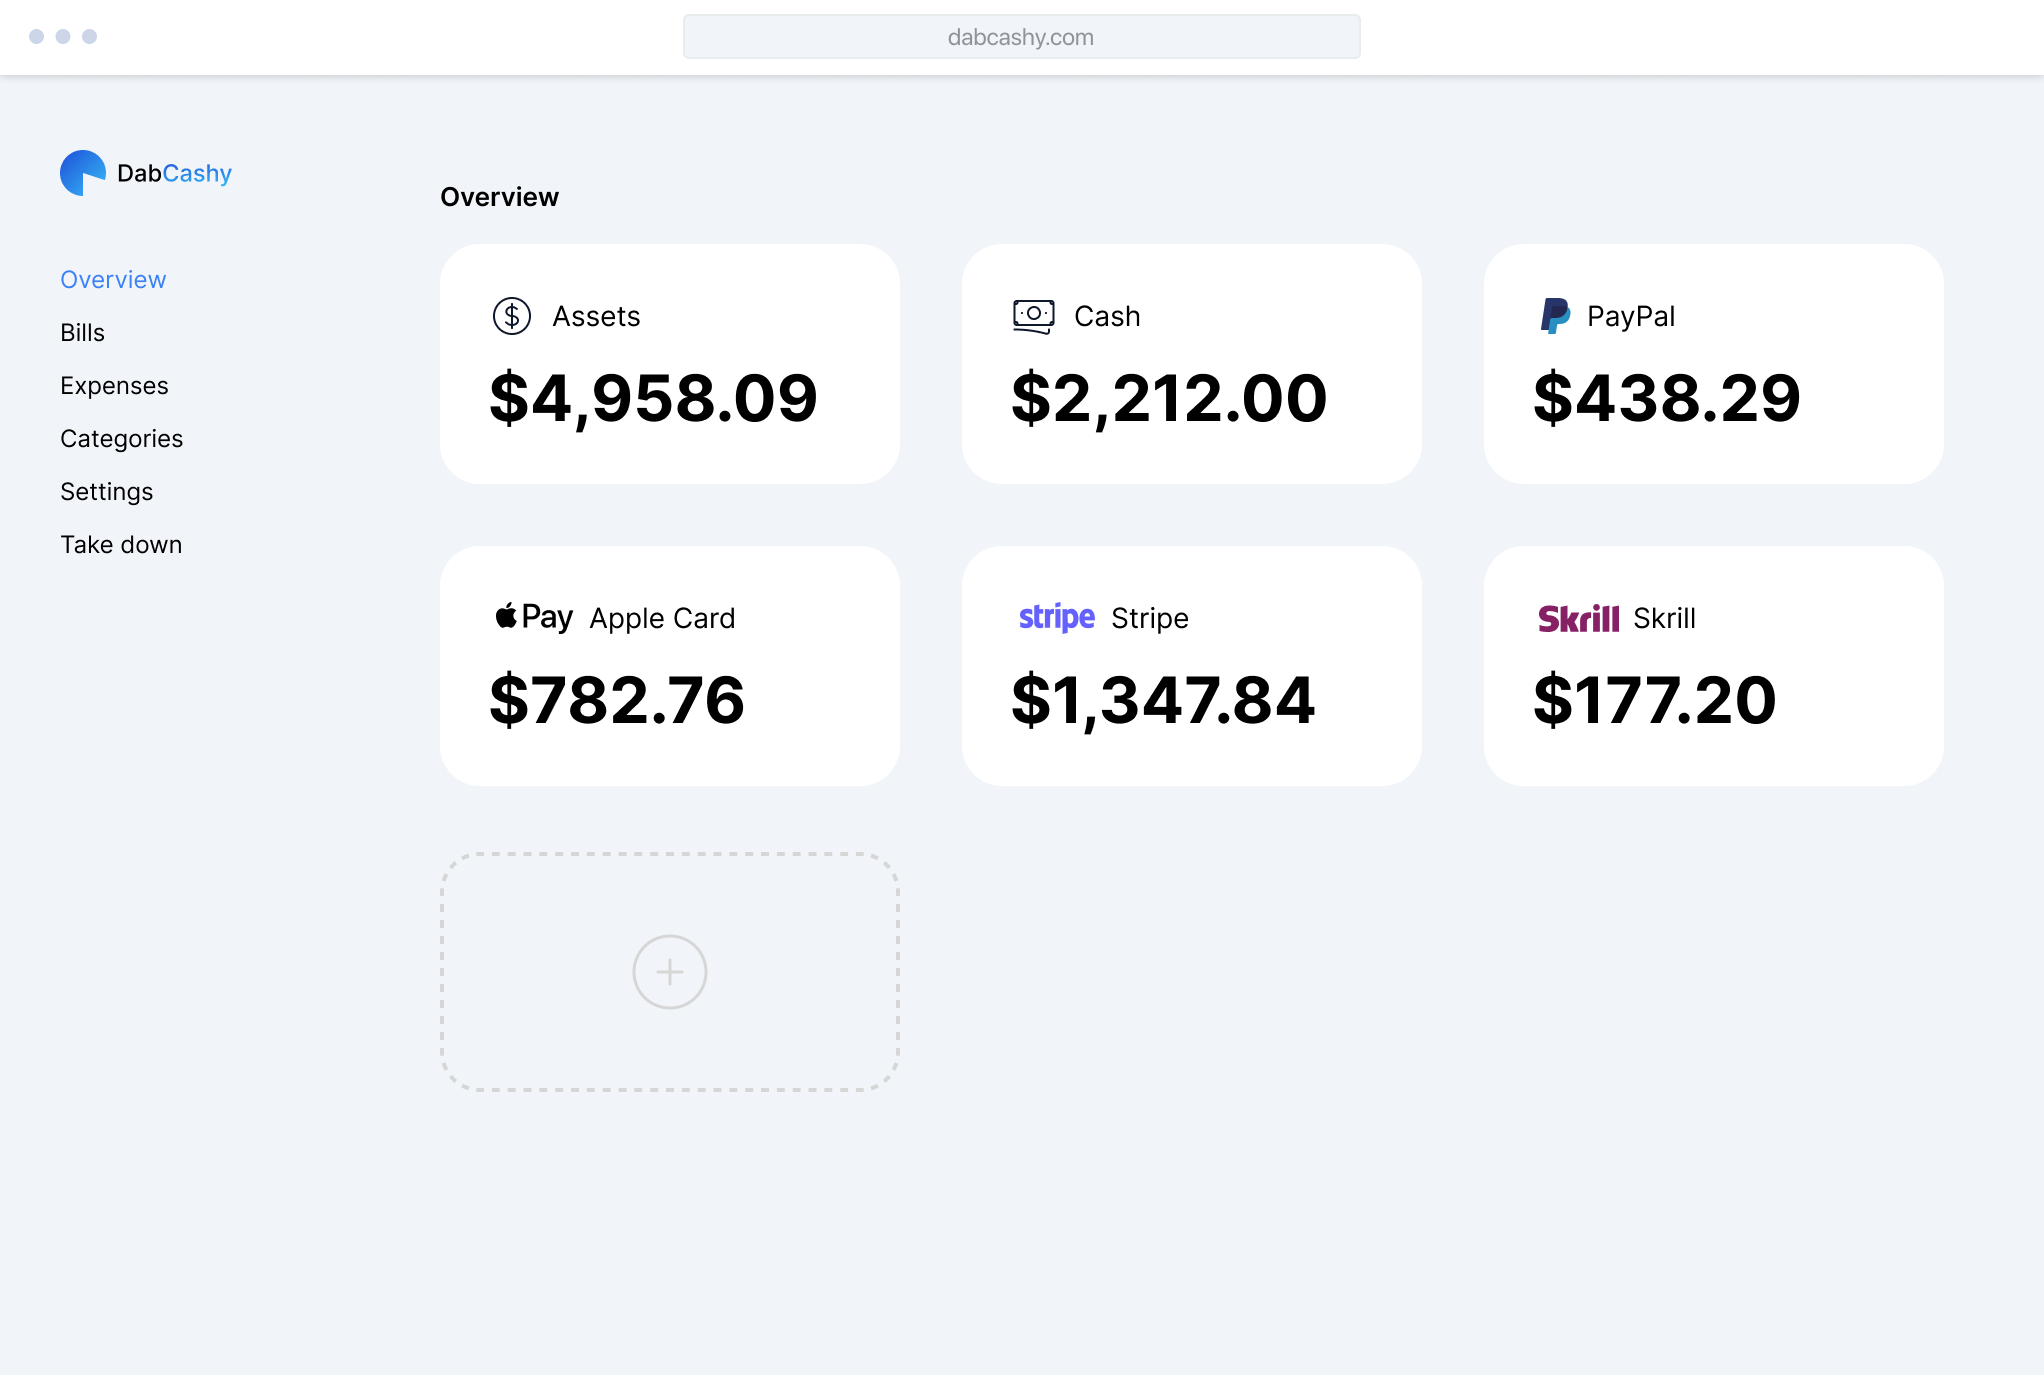 dabcashy.com
DabCashy
Overview
Bills
Expenses
Categories
Settings
Take down
Overview
Assets
$4,958.09
Cash
$2,212.00
PayPal
$438.29
Pay Apple Card
$782.76
stripe Stripe
$1,347.84
Skrill Skrill
$177.20